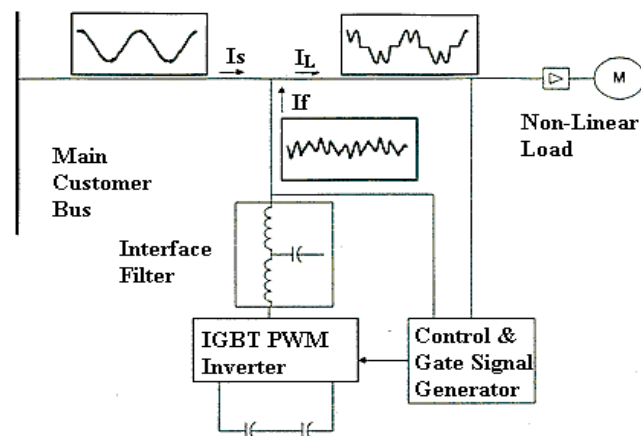 Is
IL
If
M
Non-Linear
Load
Main
Customer
Bus
Interface
Filter
IGBT PWM
Inverter
Control &
Gate Signal
Generator